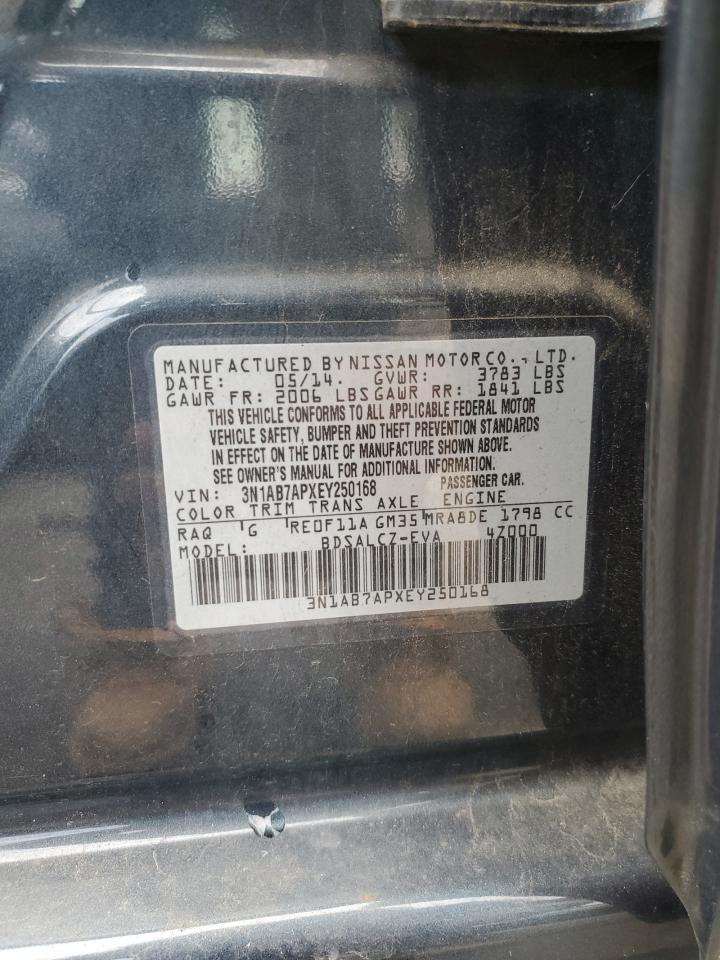 MANUFACTURED BY NISSAN MOTOR CO., LTD.
DATE: 05/14. GVWR: 3783 LBS
GAWR FR: 2006 LBS GAWR RR: 1841 LBS
THIS VEHICLE CONFORMS TO ALL APPLICABLE FEDERAL MOTOR
VEHICLE SAFETY, BUMPER AND THEFT PREVENTION STANDARDS
IN EFFECT ON THE DATE OF MANUFACTURE SHOWN ABOVE.
SEE OWNER'S MANUAL FOR ADDITIONAL INFORMATION.
VIN: 3N1AB7APXEY250168 PASSENGER CAR.
COLOR TRIM TRANS AXLE ENGINE
RAQ G RE0F11A GM35 MRA8DE 1798 CC
MODEL: BDSALCZ-EVA 4Z000
3N1AB7APXEY250168